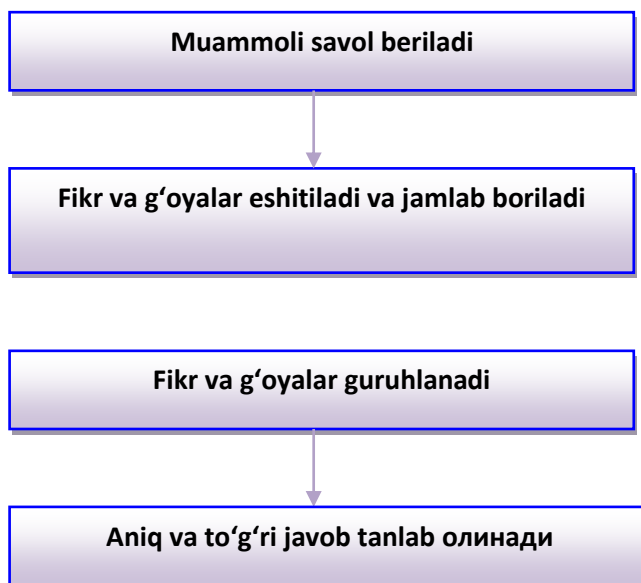 Muammoli savol beriladi
Fikr va g‘oyalar eshitiladi va jamlab boriladi
Fikr va g‘oyalar guruhlanadi
Aniq va to‘g‘ri javob tanlab олинади